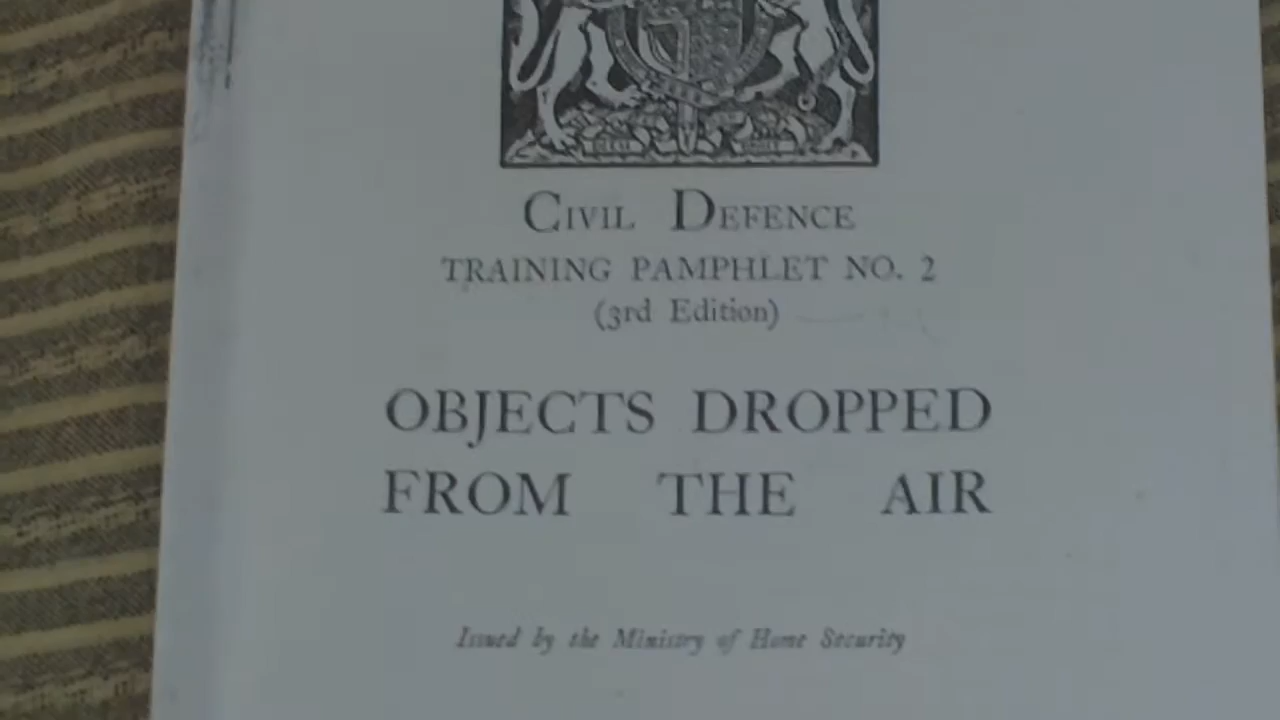 CIVIL DEFENCE
TRAINING PAMPHLET NO. 2
(3rd Edition)
OBJECTS DROPPED
FROM THE AIR
Issued by the Ministry of Home Security